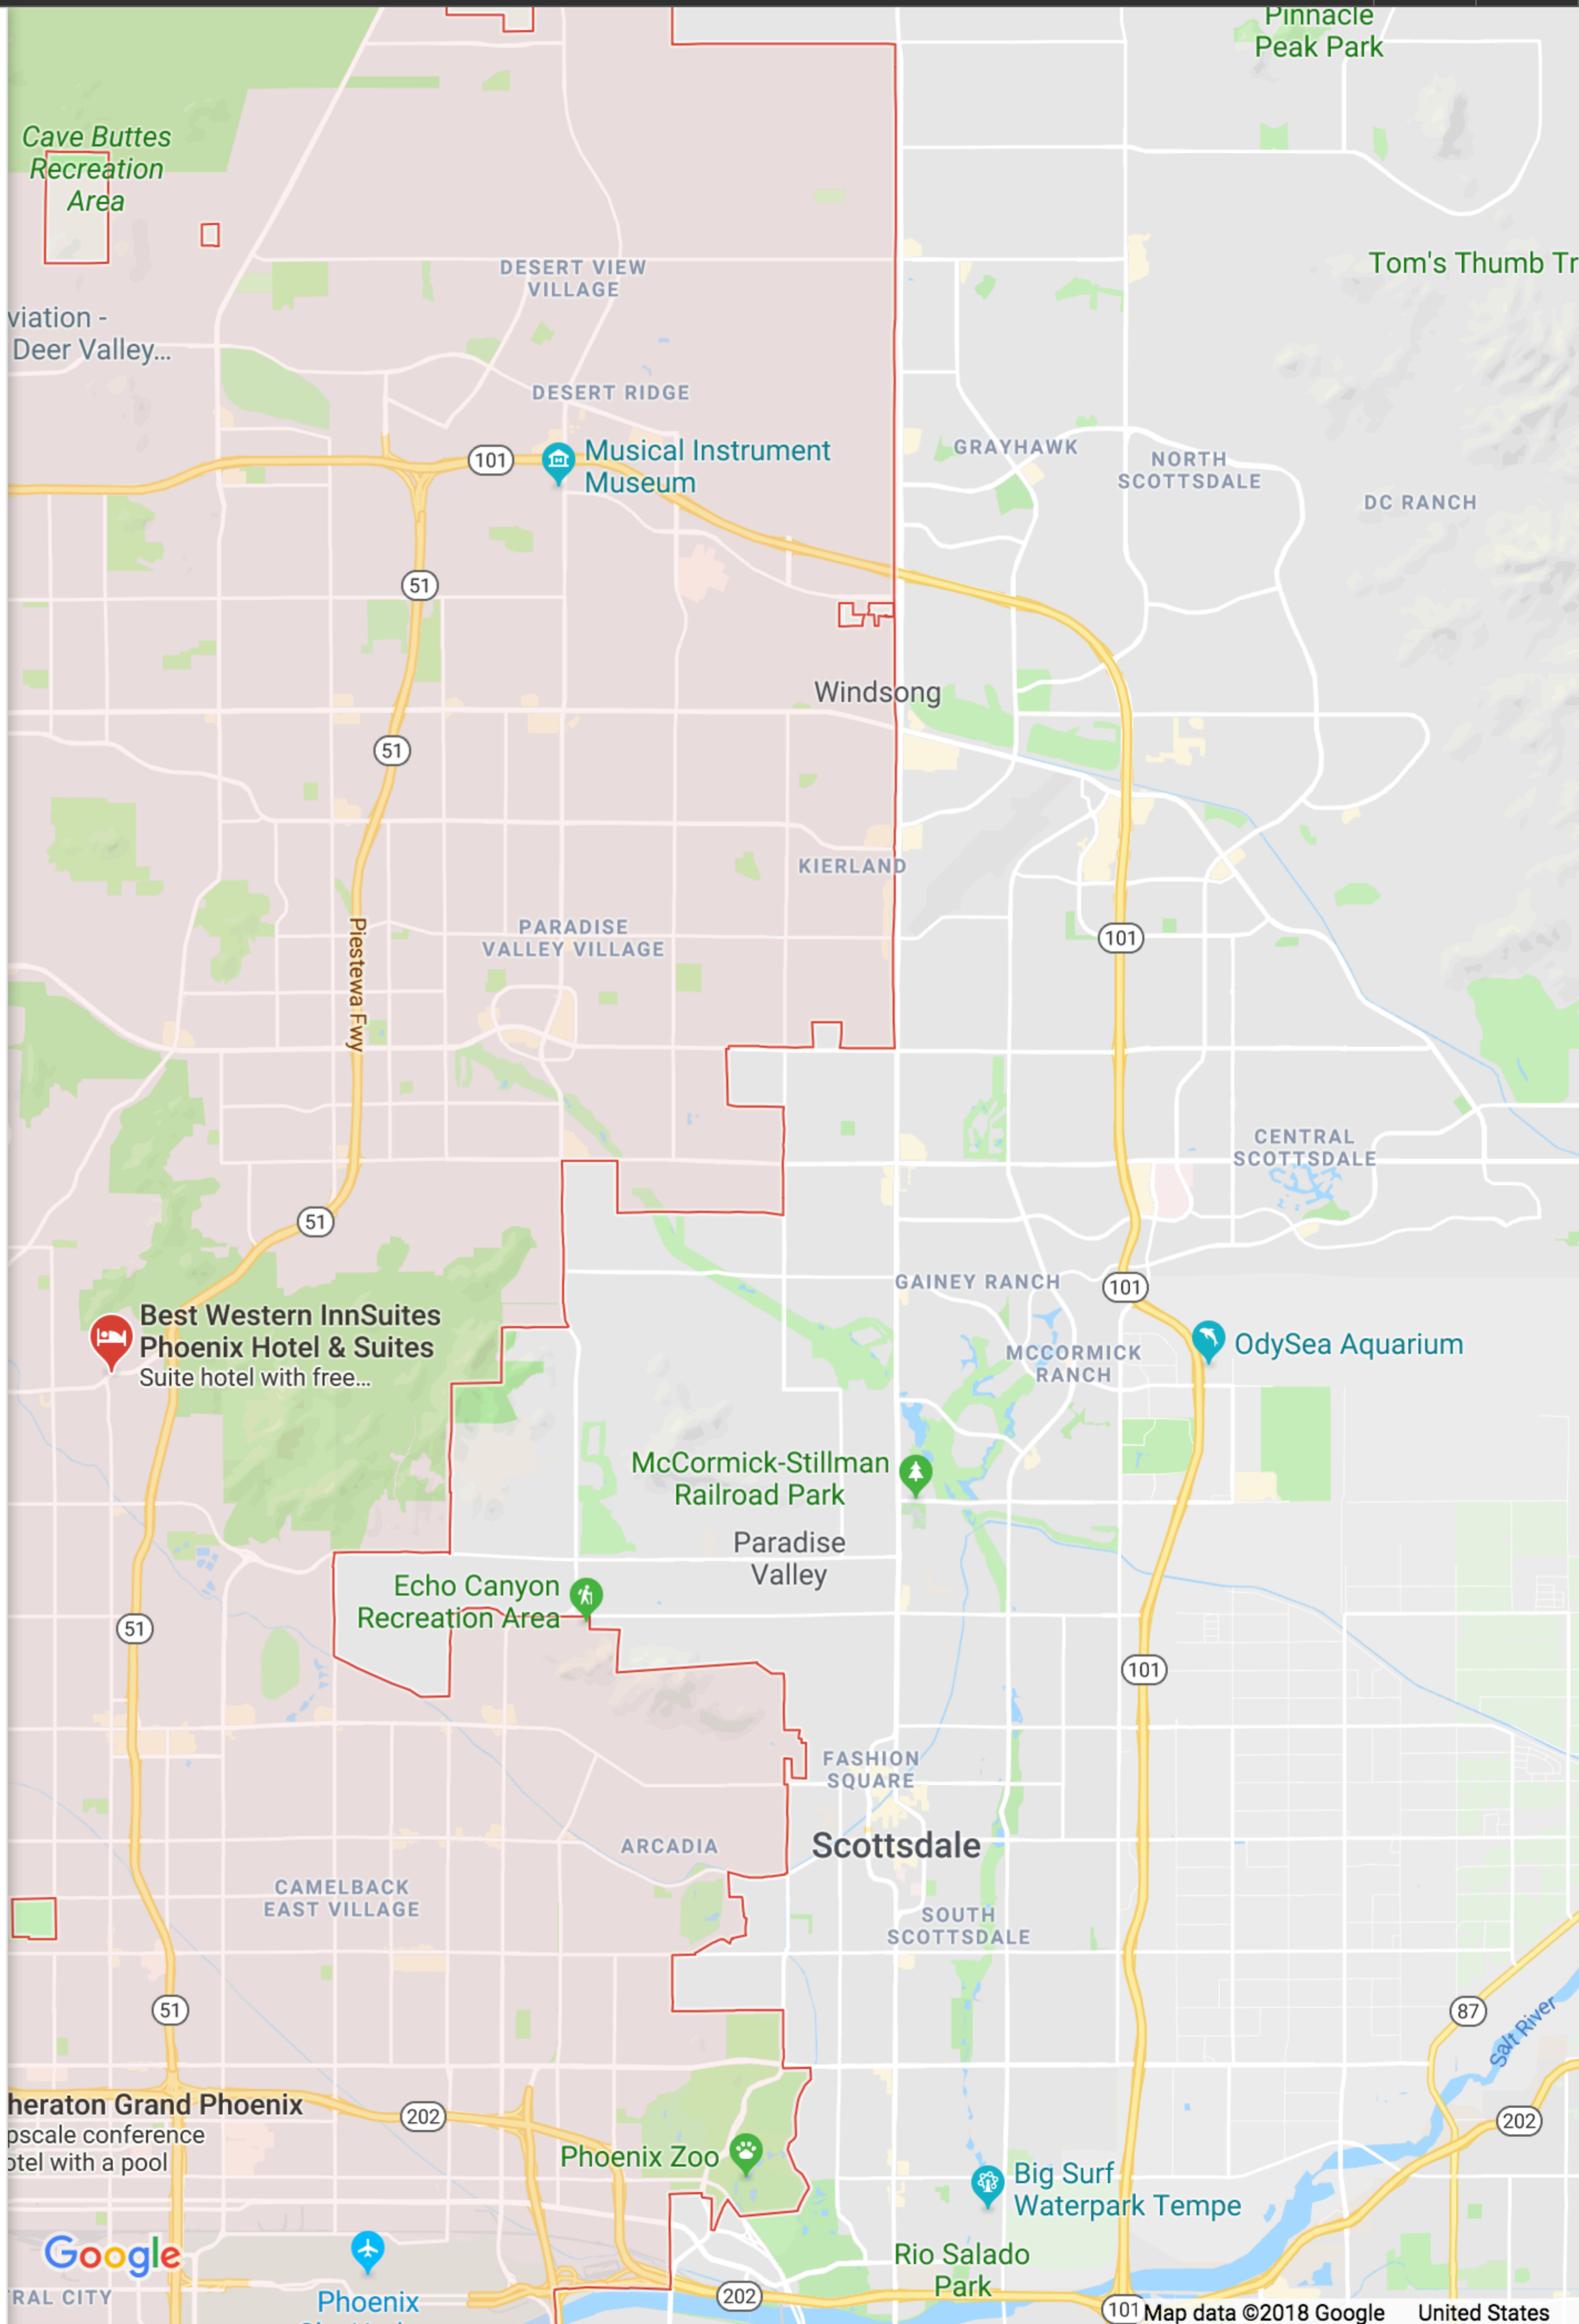 Pinnacle
Peak Park
Cave Buttes
Recreation
Area
Tom's Thumb Tr
DESERT VIEW
VILLAGE
viation -
Deer Valley...
DESERT RIDGE
101
Musical Instrument
Museum
GRAYHAWK
NORTH
SCOTTSDALE
DC RANCH
51
Windsong
51
KIERLAND
PARADISE
VALLEY VILLAGE
Piestewa Fwy
101
CENTRAL
SCOTTSDALE
51
GAINEY RANCH
101
Best Western InnSuites
Phoenix Hotel & Suites
Suite hotel with free...
MCCORMICK
RANCH
OdySea Aquarium
McCormick-Stillman
Railroad Park
Paradise
Valley
Echo Canyon
Recreation Area
51
101
FASHION
SQUARE
ARCADIA
Scottsdale
CAMELBACK
EAST VILLAGE
SOUTH
SCOTTSDALE
51
87
Salt River
heraton Grand Phoenix
pscale conference
otel with a pool
202
202
Phoenix Zoo
Big Surf
Waterpark Tempe
Google
Rio Salado
Park
RAL CITY
Phoenix
202
101
Map data ©2018 Google
United States